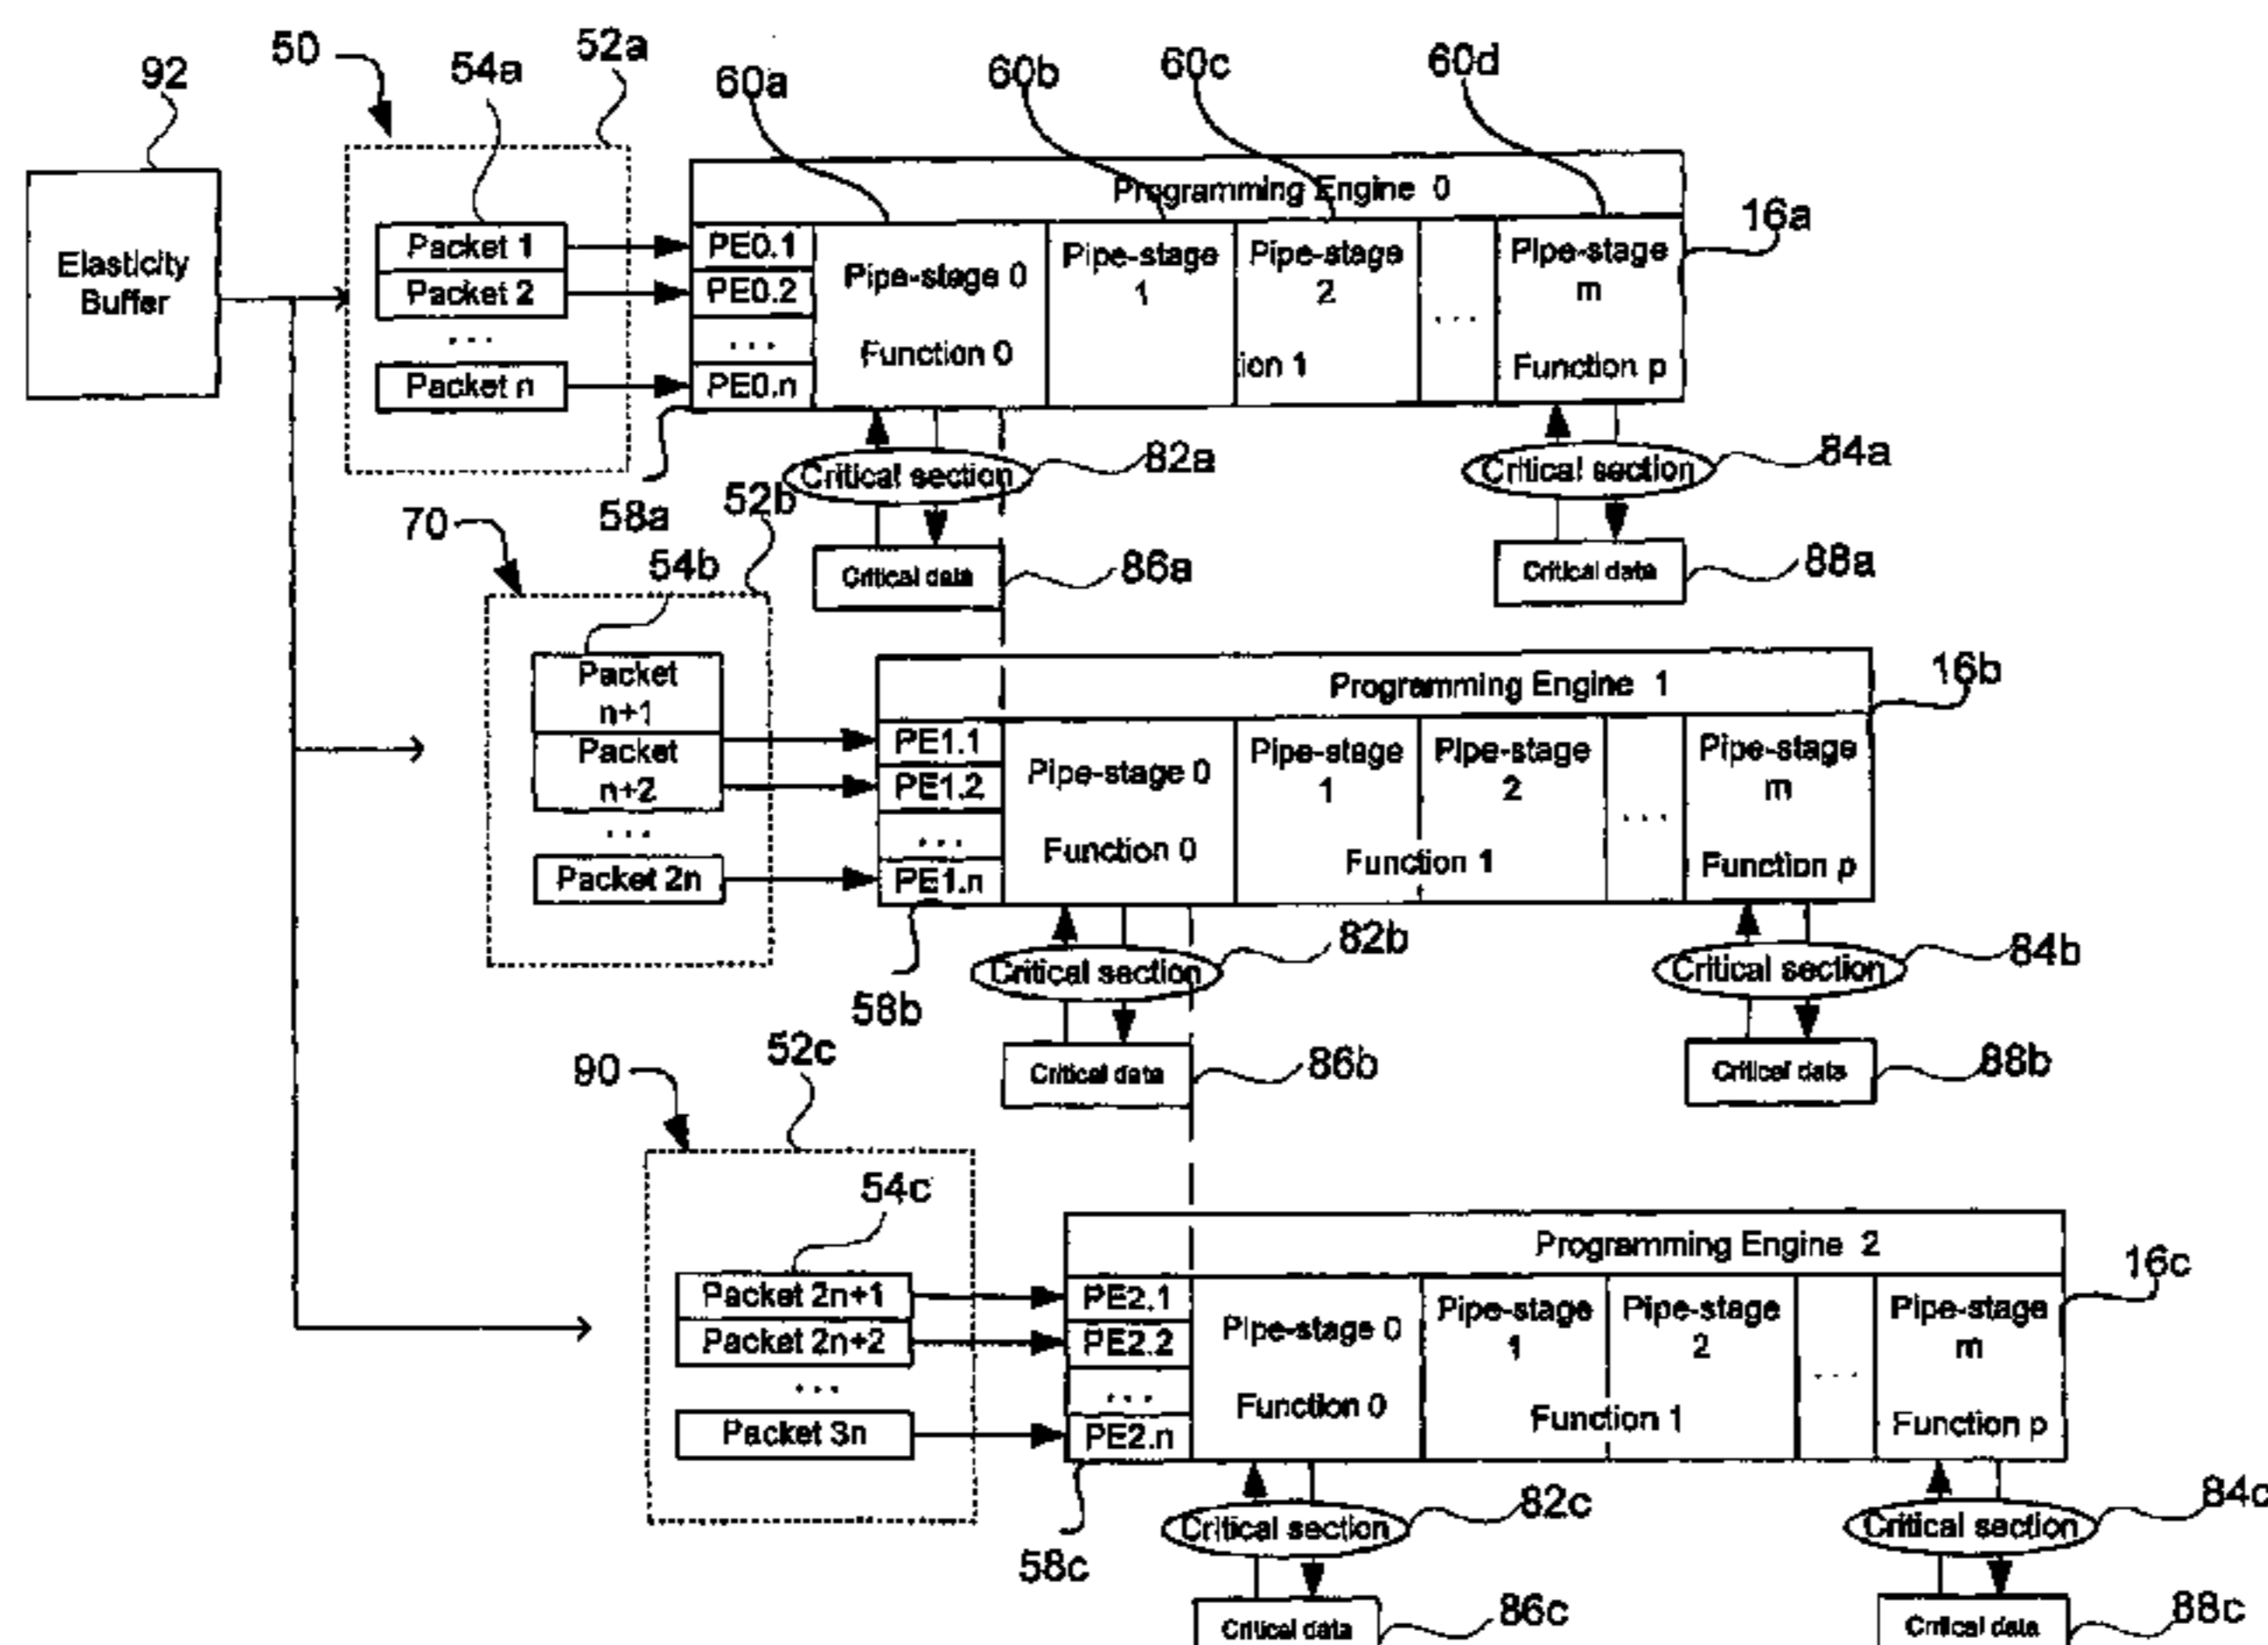 92
50
52a
54a
60a
60b
60c
60d
Elasticity
Buffer
Packet 1
Packet 2
...
Packet n
Programming Engine 0
PE0.1
PE0.2
...
PE0.n
Pipe-stage 0
Function 0
Pipe-stage
1
Pipe-stage
2
ion 1
...
Pipe-stage
m
Function p
16a
58a
Critical section
82a
Critical data
86a
Critical section
84a
Critical data
88a
70
52b
54b
Packet
n+1
Packet
n+2
...
Packet 2n
Programming Engine 1
PE1.1
PE1.2
...
PE1.n
Pipe-stage 0
Function 0
Pipe-stage
1
Pipe-stage
2
Function 1
...
Pipe-stage
m
Function p
16b
58b
Critical section
82b
Critical data
86b
Critical section
84b
Critical data
88b
90
52c
54c
Packet 2n+1
Packet 2n+2
...
Packet 3n
Programming Engine 2
PE2.1
PE2.2
...
PE2.n
Pipe-stage 0
Function 0
Pipe-stage
1
Pipe-stage
2
Function 1
...
Pipe-stage
m
Function p
16c
58c
Critical section
82c
Critical data
86c
Critical section
84c
Critical data
88c